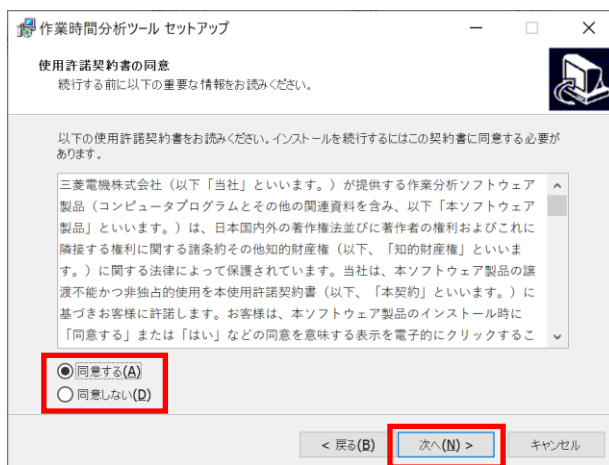 作業時間分析ツール セットアップ
使用許諾契約書の同意
続行する前に以下の重要な情報をお読みください。
以下の使用許諾契約書をお読みください。インストールを続行するにはこの契約書に同意する必要が
あります。
三菱電機株式会社（以下「当社」といいます。）が提供する作業分析ソフトウェア
製品（コンピュータプログラムとその他の関連資料を含み、以下「本ソフトウェア
製品」といいます。）は、日本国内外の著作権法並びに著作者の権利およびこれに
隣接する権利に関する諸条約その他知的財産権（以下、「知的財産権」といいま
す。）に関する法律によって保護されています。当社は、本ソフトウェア製品の譲
渡不能かつ非独占的使用を本使用許諾契約書（以下、「本契約」といいます。）に
基づきお客様に許諾します。お客様は、本ソフトウェア製品のインストール時に
「同意する」または「はい」などの同意を意味する表示を電子的にクリックするこ
同意する(A)
同意しない(D)
< 戻る(B) 次へ(N) > キャンセル